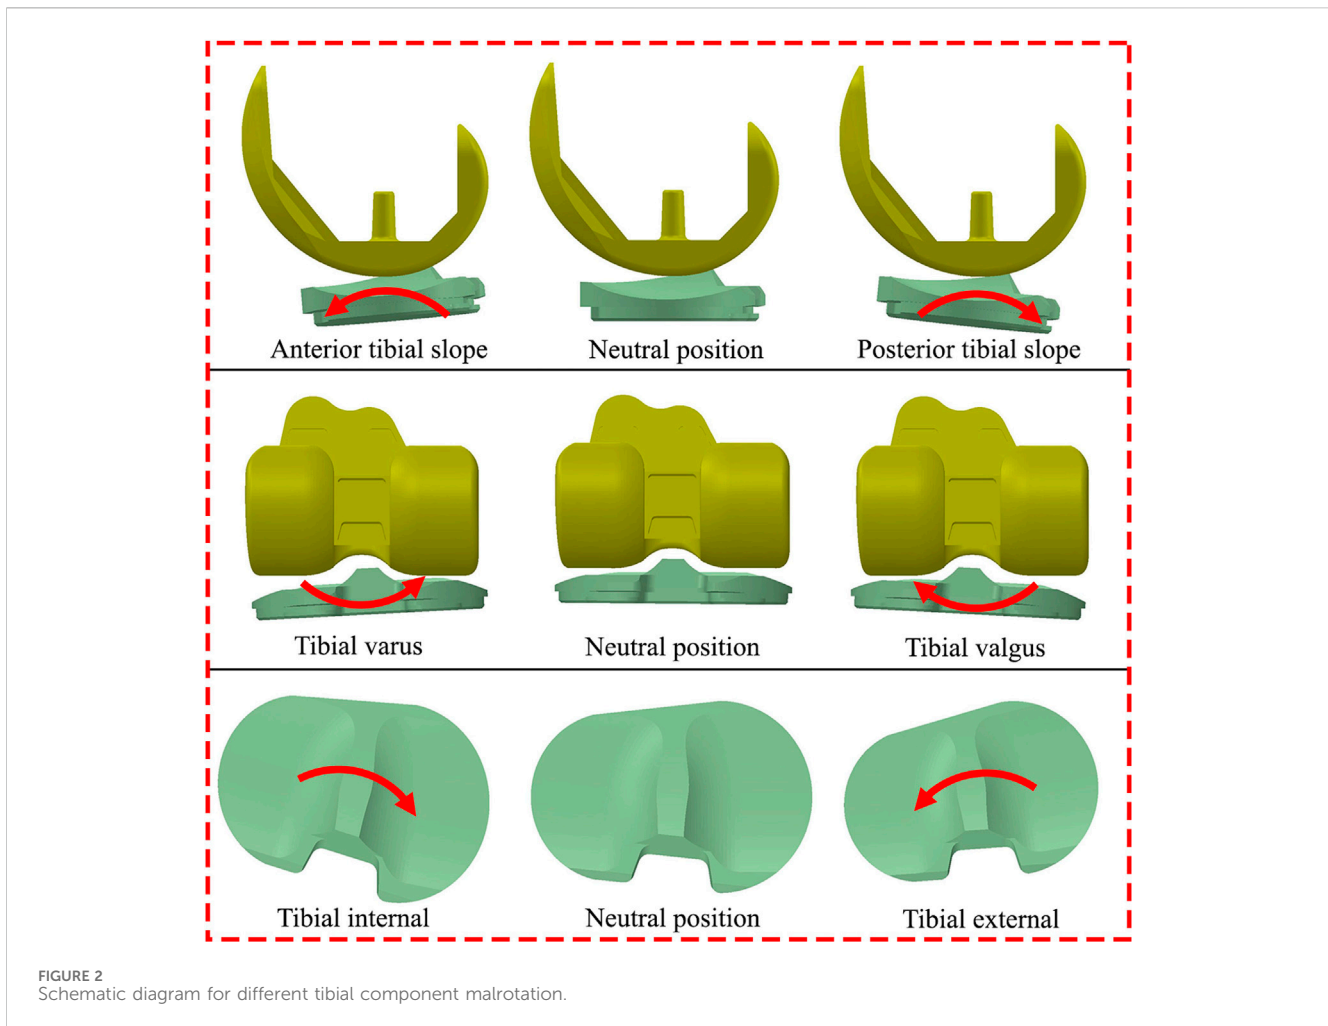 Anterior tibial slope
Neutral position
Posterior tibial slope
Tibial varus
Neutral position
Tibial valgus
Tibial internal
Neutral position
Tibial external
FIGURE 2
Schematic diagram for different tibial component malrotation.